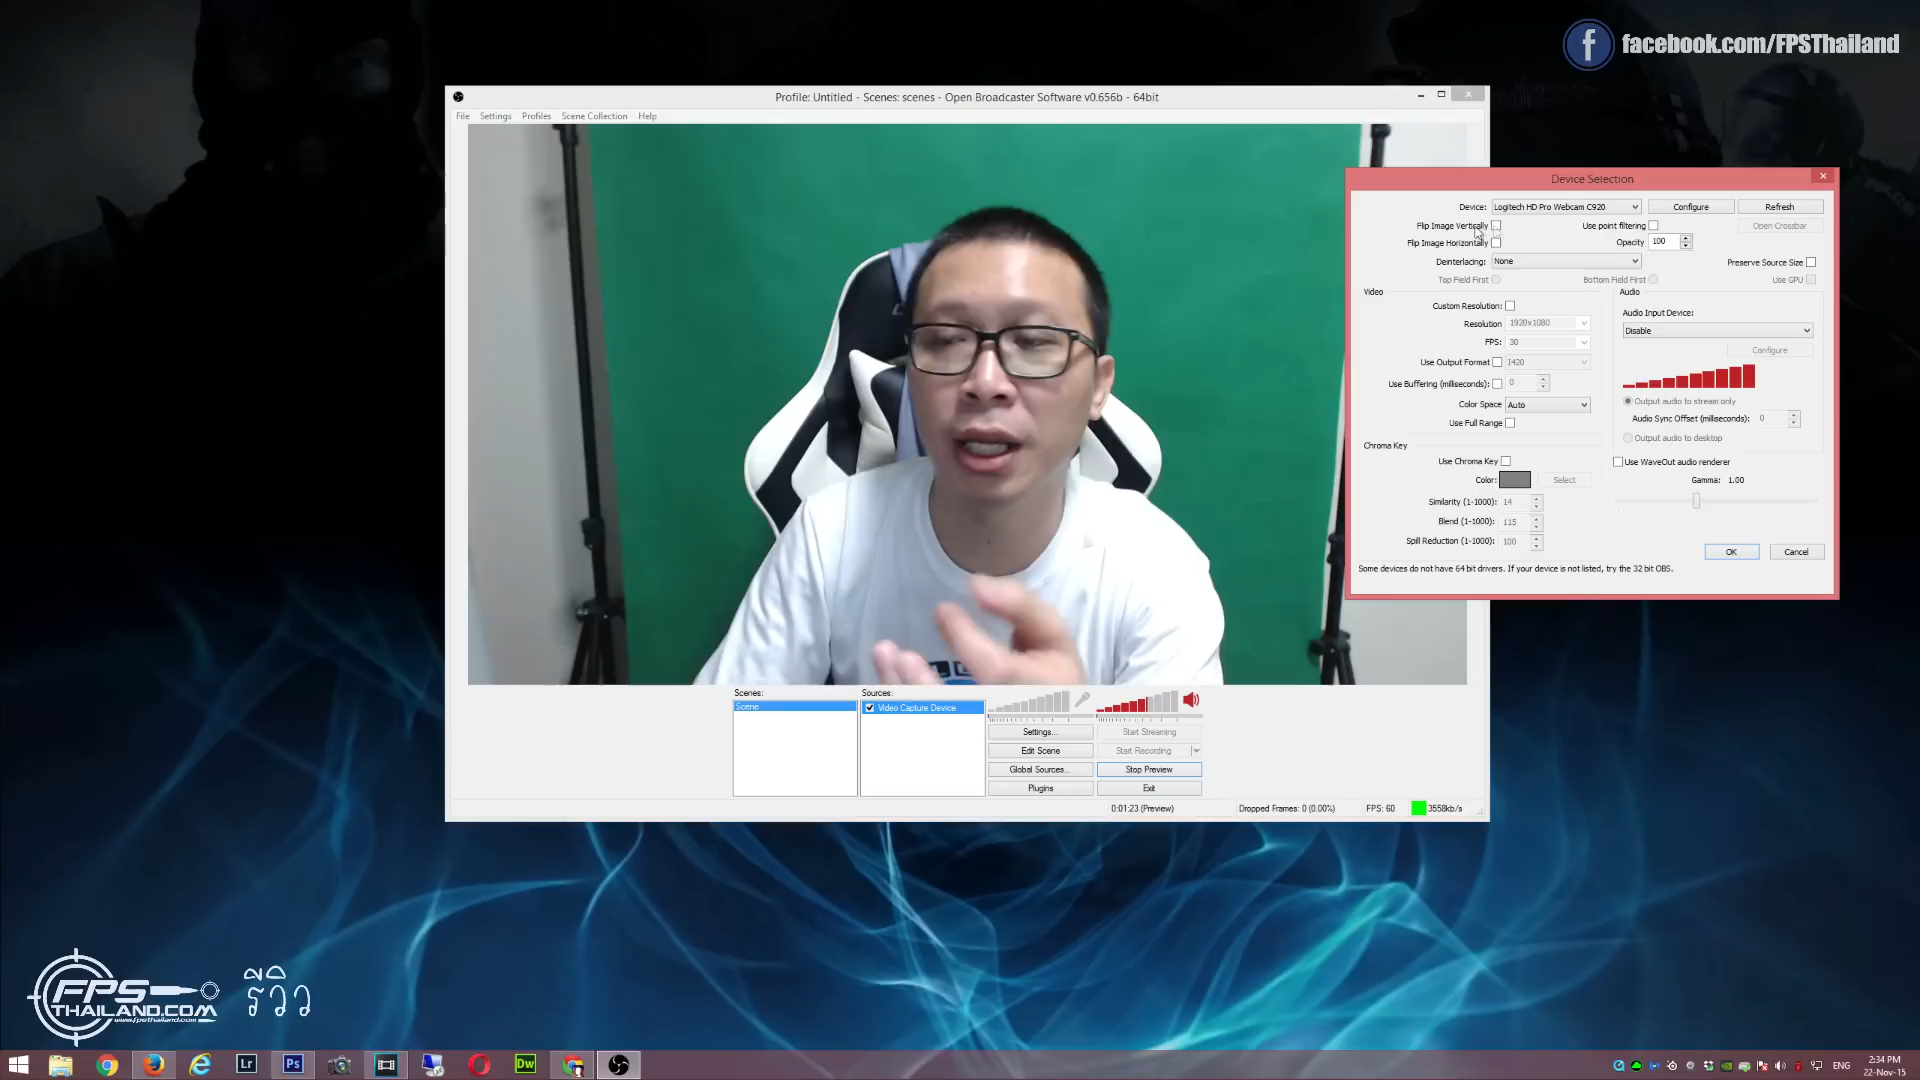 facebook.com/FPSThailand
Profile: Untitled - Scenes: scenes - Open Broadcaster Software v0.656b - 64bit
File Settings Profiles Scene Collection Help
Device Selection
Device: Logitech HD Pro Webcam C920 Configure Refresh
Flip Image Vertically Use point filtering Open Crossbar
Flip Image Horizontally Opacity 100
Deinterlacing: None Preserve Source Size
Top Field First Bottom Field First Use GPU
Video Audio
Custom Resolution: Audio Input Device:
Resolution 1920x1080 Disable
FPS: 30 Configure
Use Output Format I420
Use Buffering (milliseconds): 0
Output audio to stream only
Color Space Auto Audio Sync Offset (milliseconds): 0
Use Full Range
Output audio to desktop
Chroma Key
Use Chroma Key Use WaveOut audio renderer
Color: Select Gamma: 1.00
Similarity (1-1000): 14
Blend (1-1000): 115
Spill Reduction (1-1000): 100
OK Cancel
Some devices do not have 64 bit drivers. If your device is not listed, try the 32 bit OBS.
Scenes: Sources:
Scene Video Capture Device
Settings... Start Streaming
Edit Scene Start Recording
Global Sources... Stop Preview
Plugins Exit
0:01:23 (Preview) Dropped Frames: 0 (0.00%) FPS: 60 3558kb/s
FPS
THAILAND.COM
www.fpsthailand.com
รีวิว
Lr Ps Dw
ENG
2:34 PM
22-Nov-15